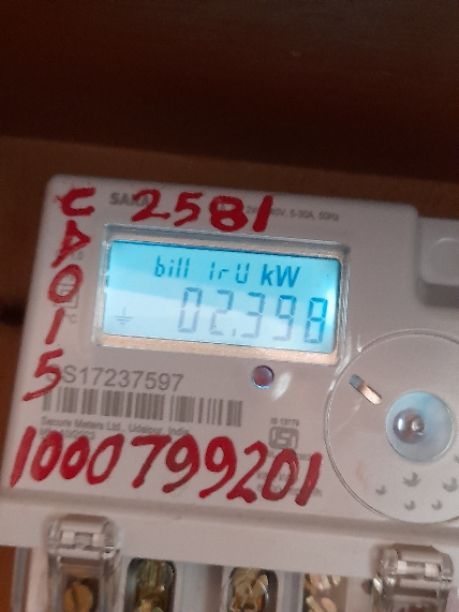 2581
CA015
bill 1rU kW
02.398
S17237597
Secure Meters Ltd., Udaipur, India
1000799201